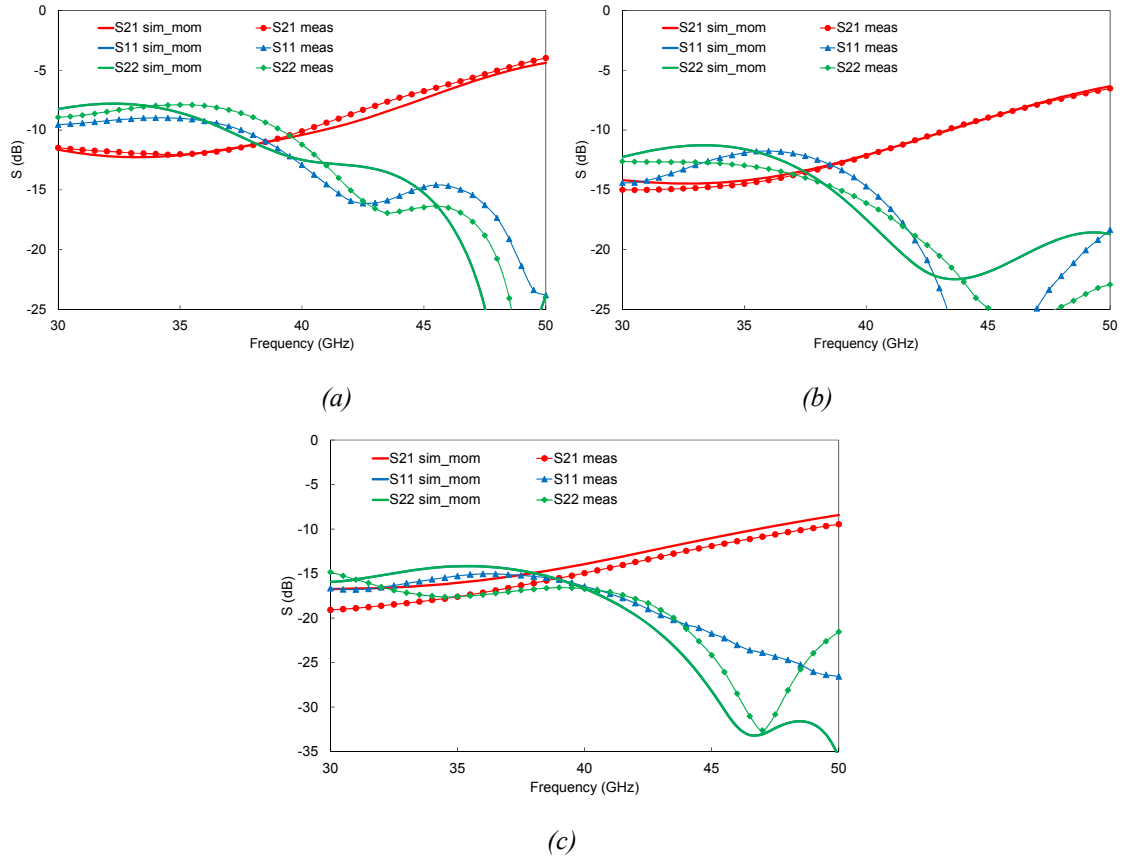 0
-5
-10
-15
-20
-25
S (dB)
S21 sim_mom S21 meas
S11 sim_mom S11 meas
S22 sim_mom S22 meas
30 35 40 45 50
Frequency (GHz)
(a)
0
-5
-10
-15
-20
-25
S (dB)
S21 sim_mom S21 meas
S11 sim_mom S11 meas
S22 sim_mom S22 meas
30 35 40 45 50
Frequency (GHz)
(b)
0
-5
-10
-15
-20
-25
-30
-35
S (dB)
S21 sim_mom S21 meas
S11 sim_mom S11 meas
S22 sim_mom S22 meas
30 35 40 45 50
Frequency (GHz)
(c)